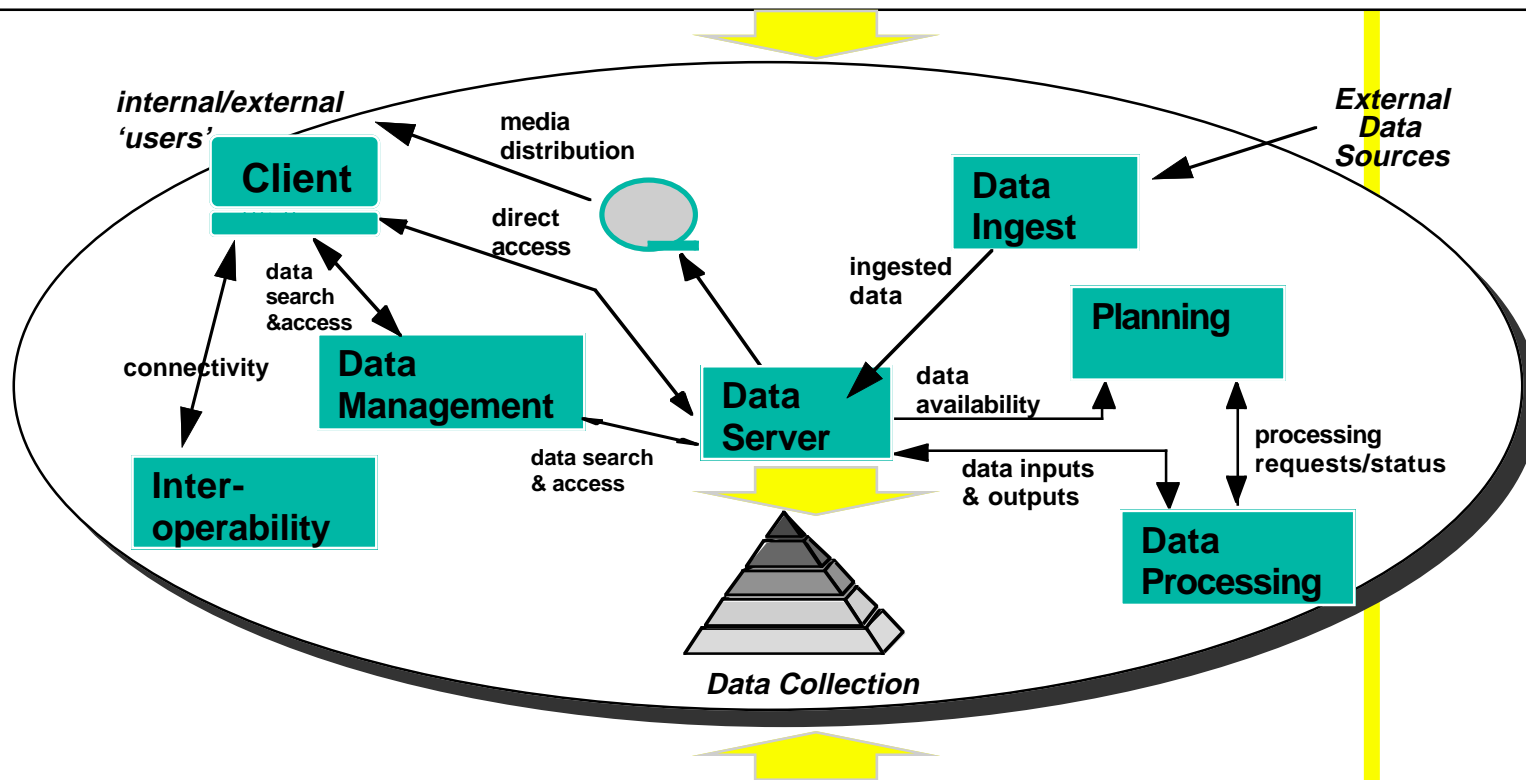 internal/external
‘users’
Client
media
distribution
direct
access
data
search
&access
connectivity
Data
Management
Inter-
operability
data search
& access
Data
Server
ingested
data
Data
Ingest
External
Data
Sources
Planning
data
availability
data inputs
& outputs
processing
requests/status
Data
Processing
Data Collection